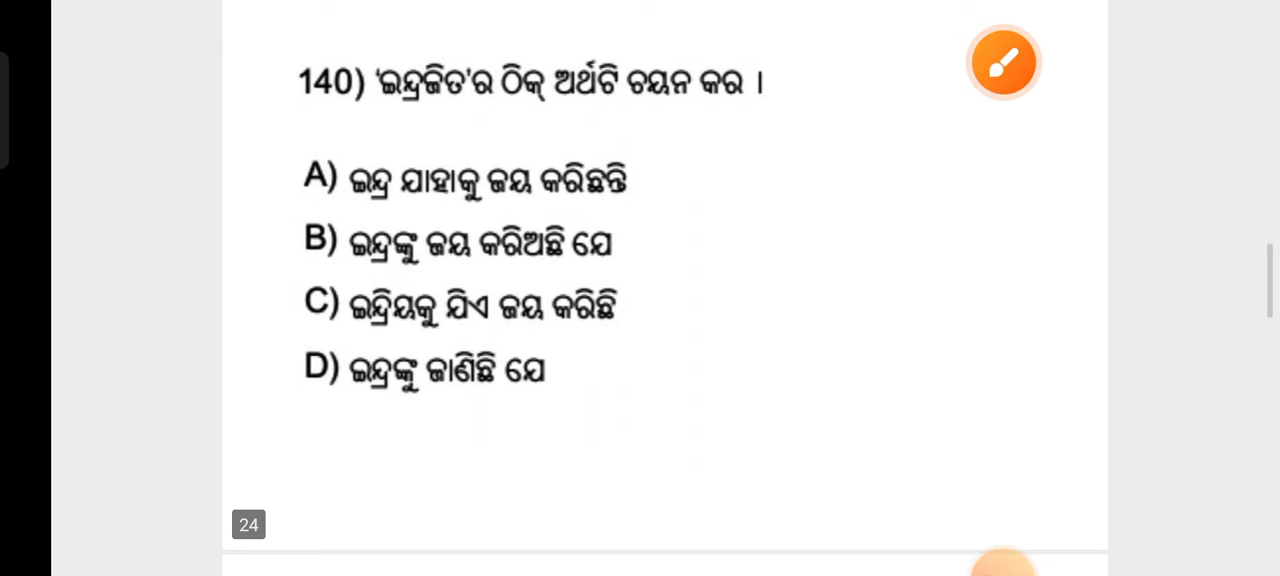 140) 'ଇନ୍ଦ୍ରଜିତ'ର ଠିକ୍ ଅର୍ଥଟି ଚୟନ କର ।
A) ଇନ୍ଦ୍ର ଯାହାକୁ ଜୟ କରିଛନ୍ତି
B) ଇନ୍ଦ୍ରଙ୍କୁ ଜୟ କରିଅଛି ଯେ
C) ଇନ୍ଦ୍ରିୟକୁ ଯିଏ ଜୟ କରିଛି
D) ଇନ୍ଦ୍ରଙ୍କୁ ଜାଣିଛି ଯେ
24